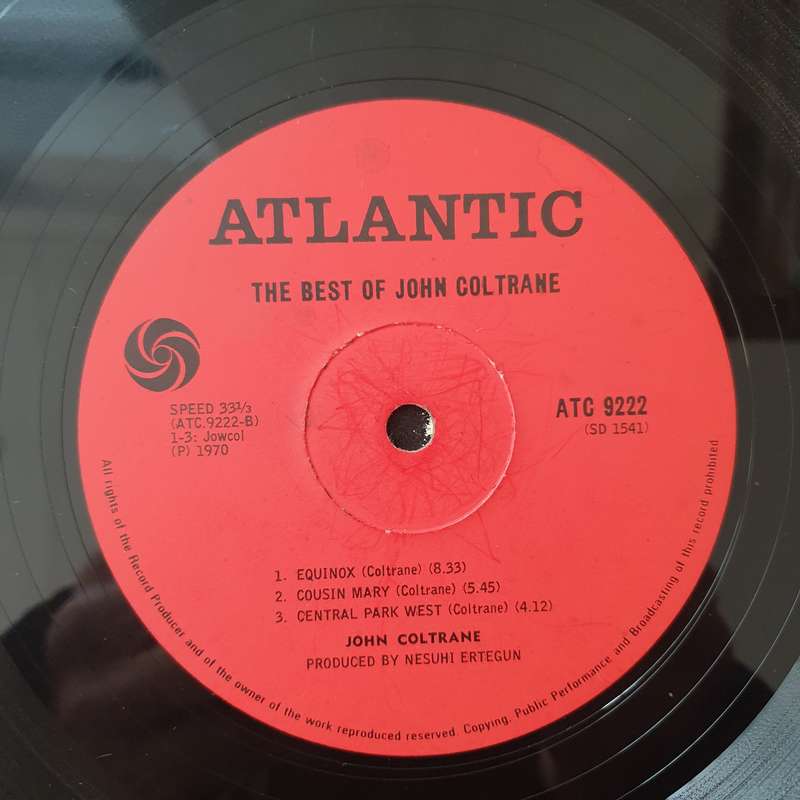 ATLANTIC
THE BEST OF JOHN COLTRANE
SPEED 33⅓
(ATC.9222-B)
1-3: Jowcol
(P) 1970
ATC 9222
(SD 1541)
1. EQUINOX (Coltrane) (8.33)
2. COUSIN MARY (Coltrane) (5.45)
3. CENTRAL PARK WEST (Coltrane) (4.12)
JOHN COLTRANE
PRODUCED BY NESUHI ERTEGUN
All rights of the Record Producer and of the owner of the work reproduced reserved. Copying, Public Performance and Broadcasting of this record prohibited